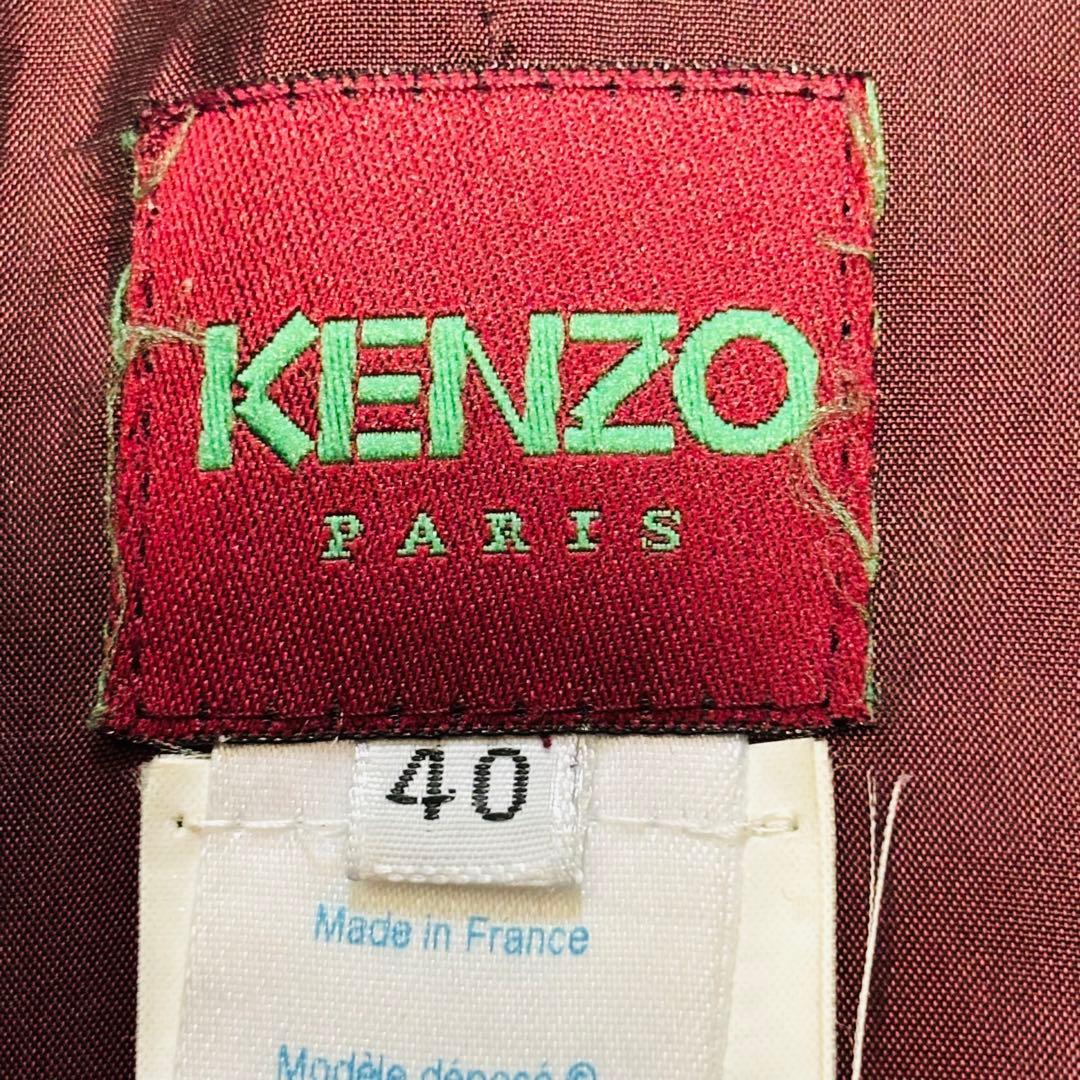 KENZO
PARIS
40
Made in France
Modèle déposé ©